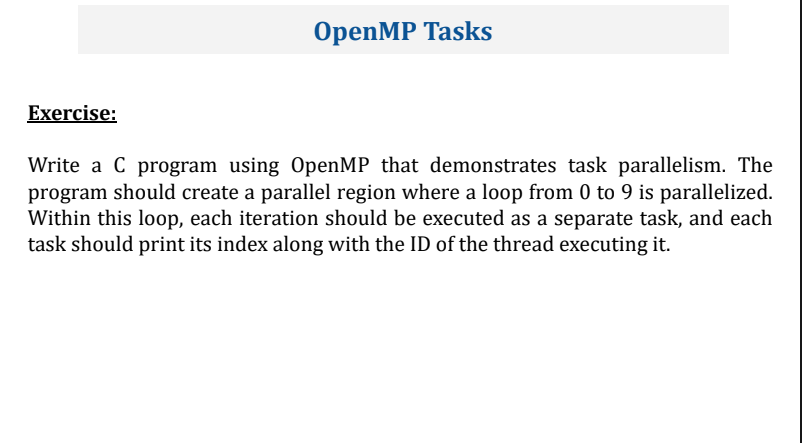 OpenMP Tasks
Exercise:
Write a C program using OpenMP that demonstrates task parallelism. The
program should create a parallel region where a loop from 0 to 9 is parallelized.
Within this loop, each iteration should be executed as a separate task, and each
task should print its index along with the ID of the thread executing it.